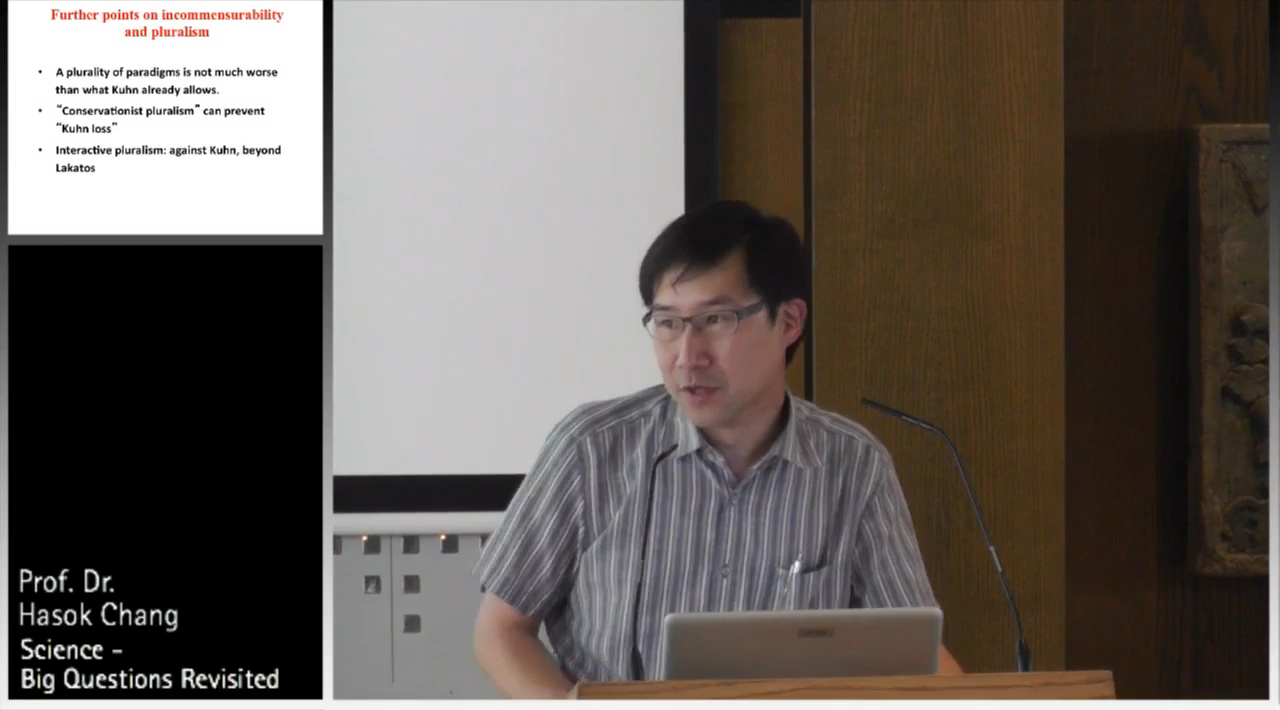 Further points on incommensurability
and pluralism
• A plurality of paradigms is not much worse
than what Kuhn already allows.
• “Conservationist pluralism” can prevent
“Kuhn loss”
• Interactive pluralism: against Kuhn, beyond
Lakatos
Prof. Dr.
Hasok Chang
Science –
Big Questions Revisited